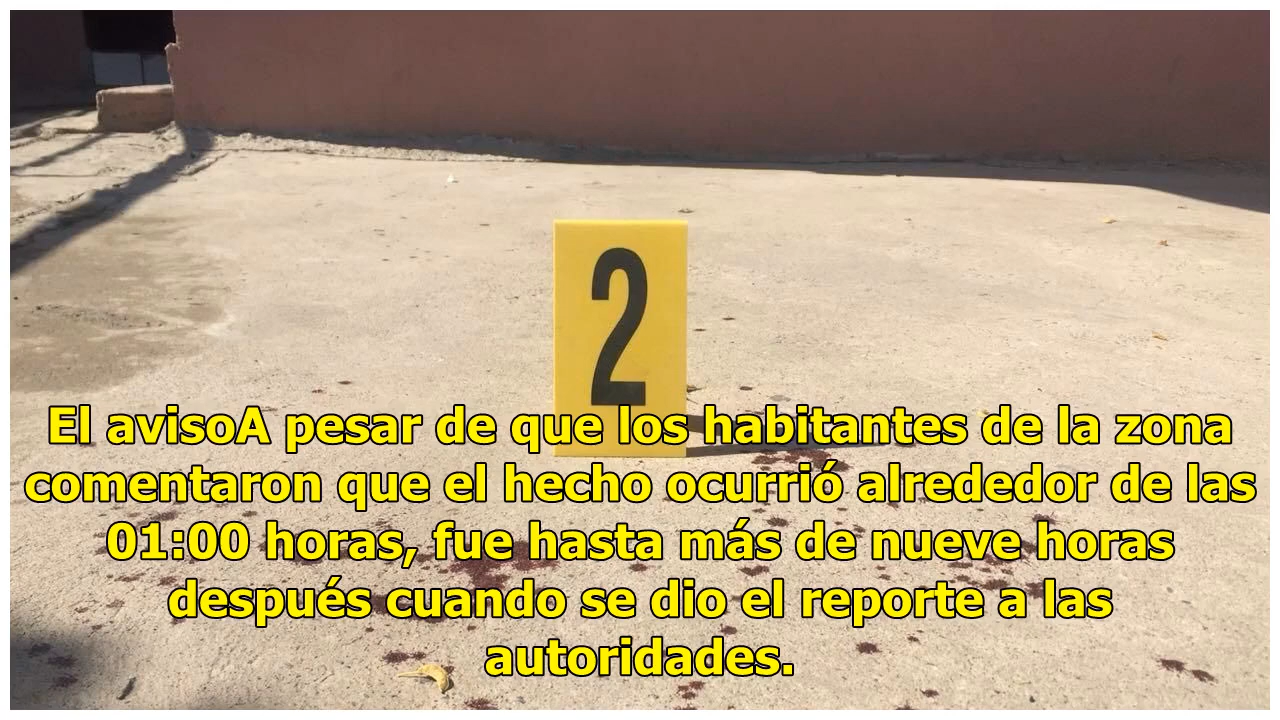 2
El avisoA pesar de que los habitantes de la zona
comentaron que el hecho ocurrió alrededor de las
01:00 horas, fue hasta más de nueve horas
después cuando se dio el reporte a las
autoridades.